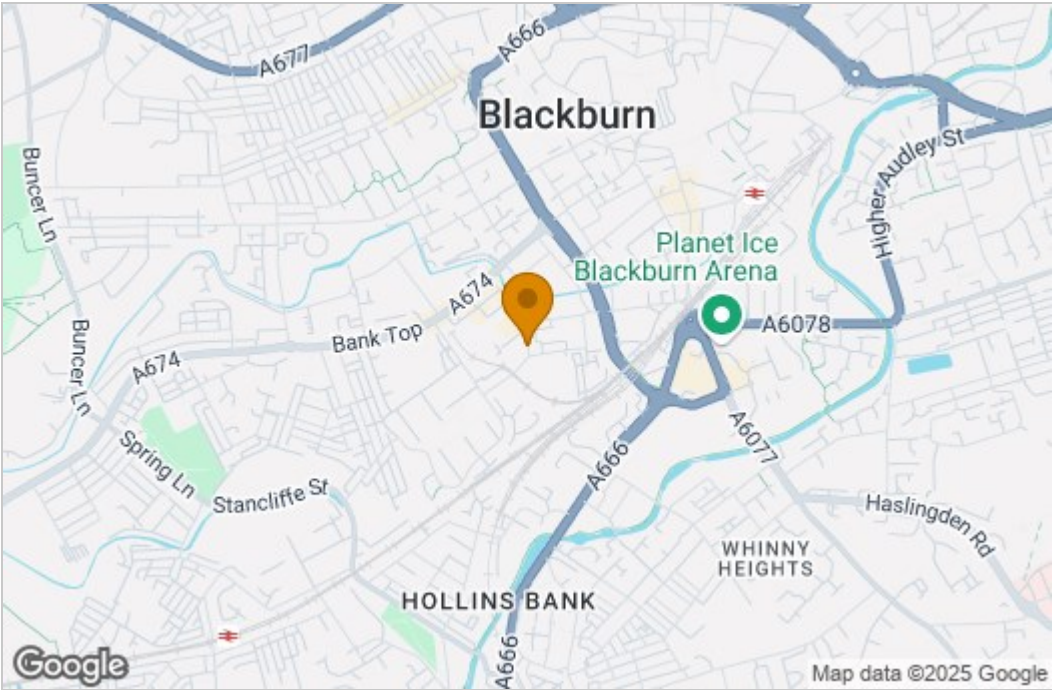 A677
A666
Blackburn
Buncer Ln
Higher Audley St
Planet Ice
Blackburn Arena
A674
A6078
Bank Top
A674
Buncer Ln
A6077
Spring Ln
A666
Stancliffe St
Haslingden Rd
WHINNY
HEIGHTS
HOLLINS BANK
A666
Google
Map data ©2025 Google